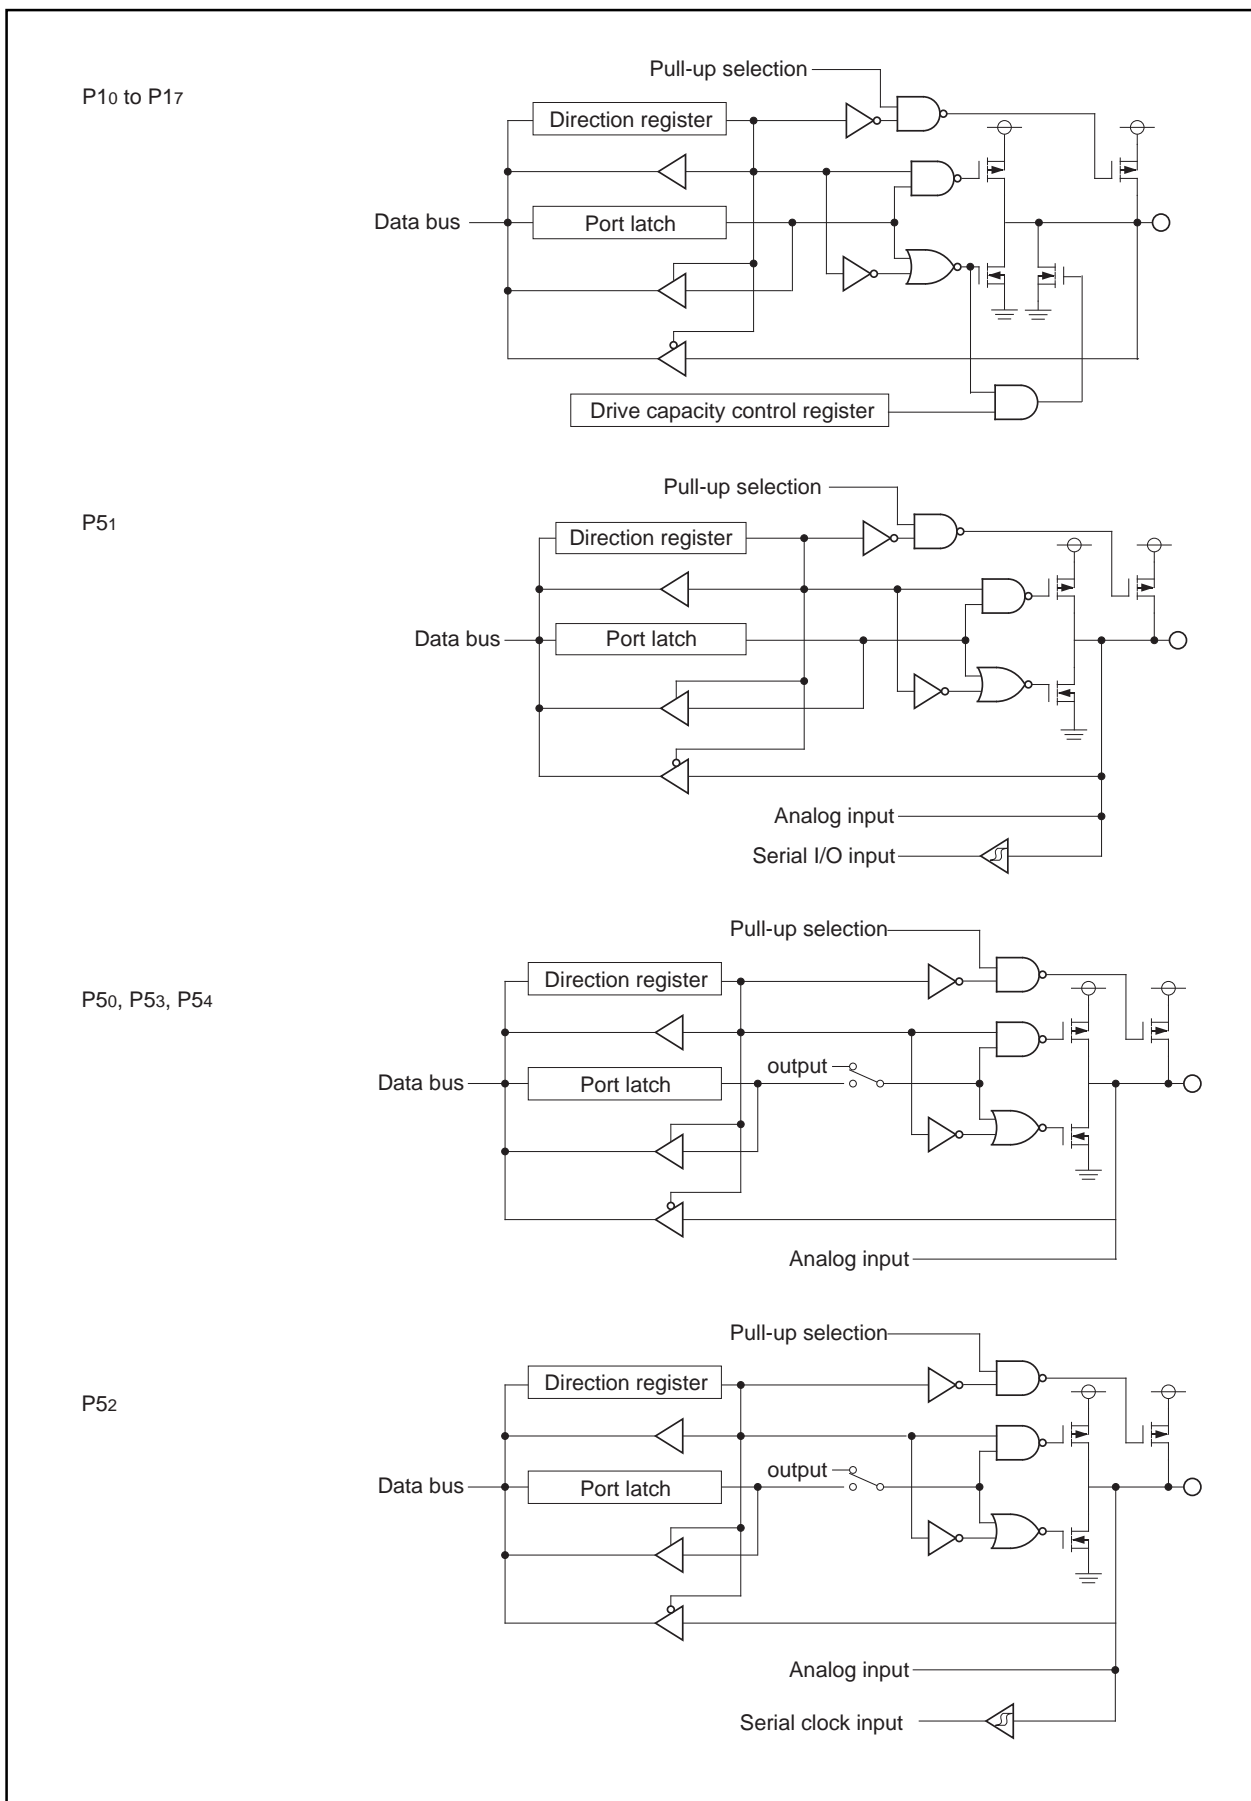 P10 to P17
Pull-up selection
Direction register
Data bus
Port latch
Drive capacity control register
P51
Pull-up selection
Direction register
Data bus
Port latch
Analog input
Serial I/O input
P50, P53, P54
Pull-up selection
Direction register
output
Data bus
Port latch
Analog input
P52
Pull-up selection
Direction register
output
Data bus
Port latch
Analog input
Serial clock input